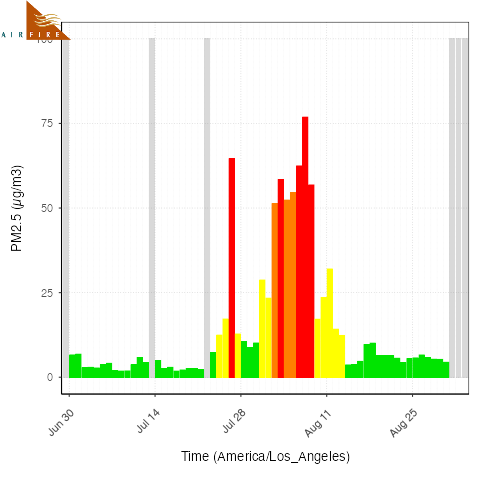 AIRFIRE
100
75
50
25
0
PM2.5 (µg/m3)
Jun 30
Jul 14
Jul 28
Aug 11
Aug 25
Time (America/Los_Angeles)